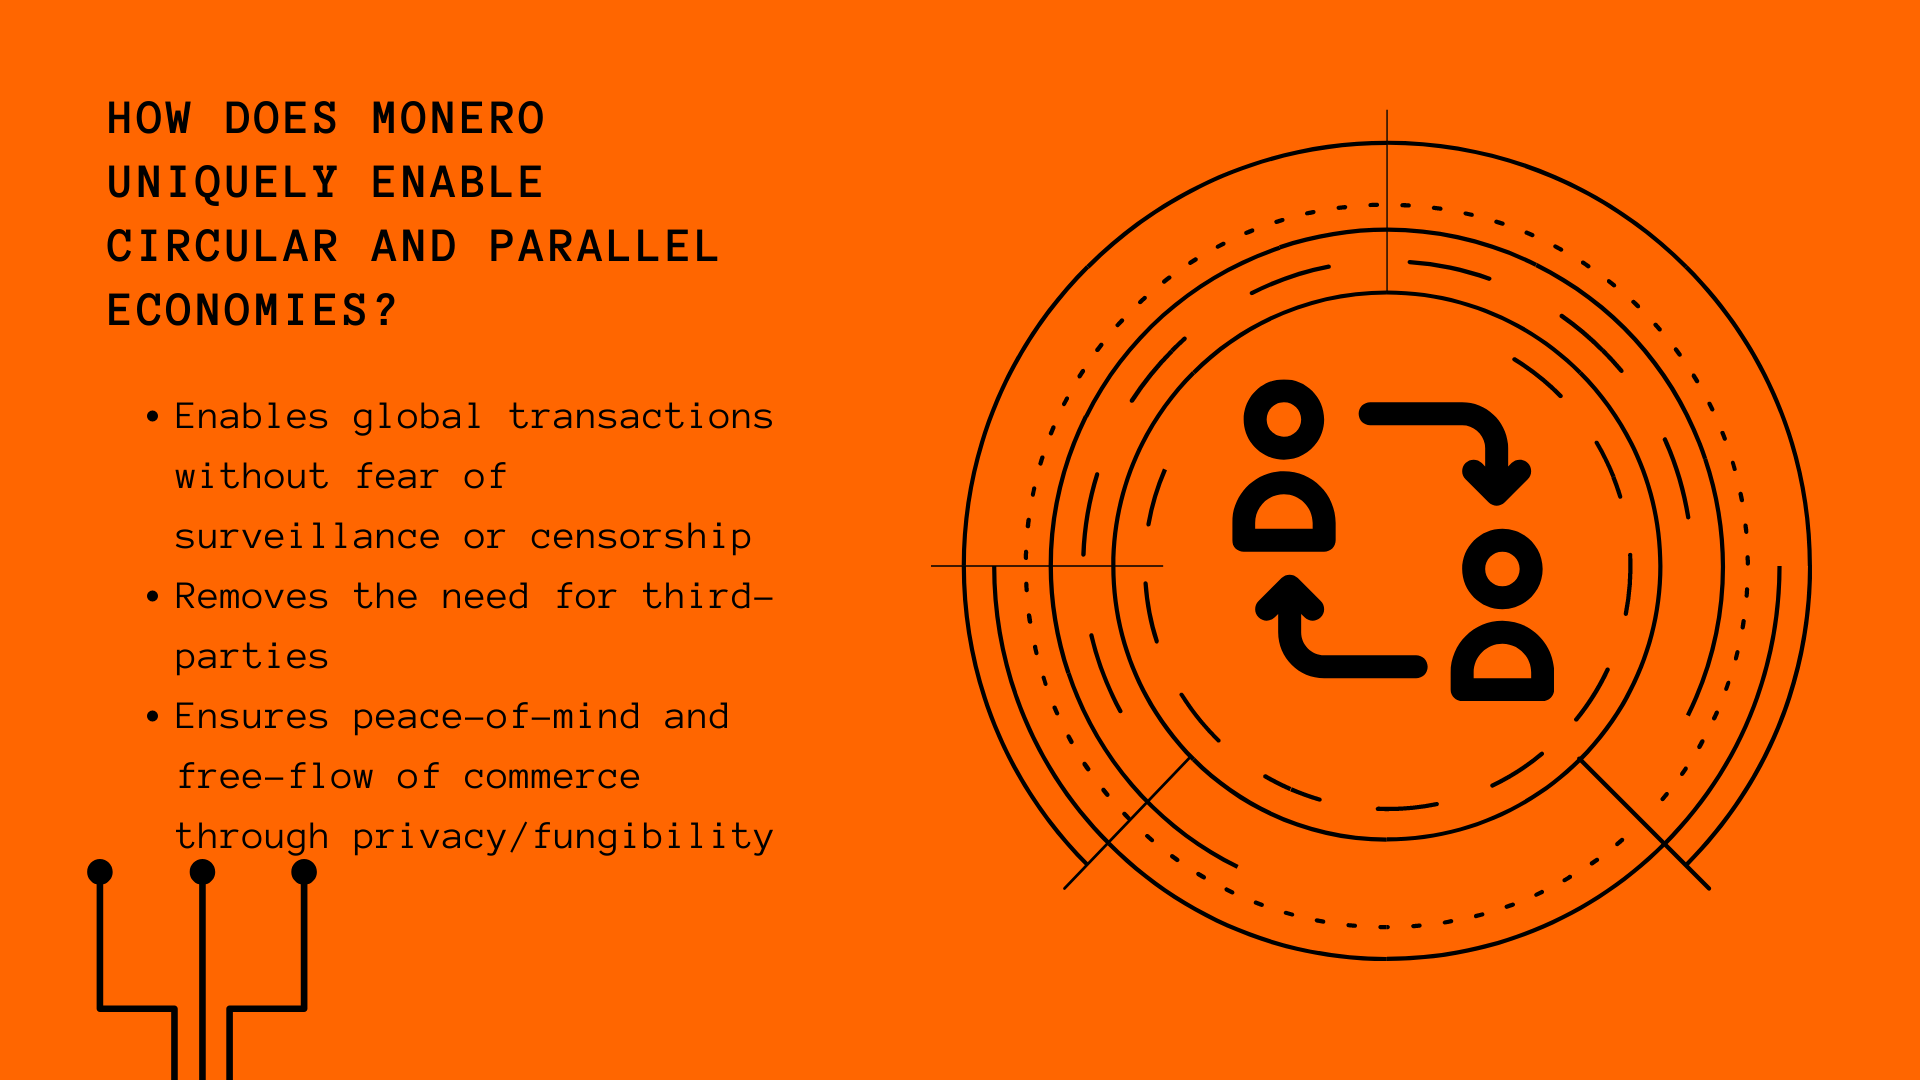 HOW DOES MONERO
UNIQUELY ENABLE
CIRCULAR AND PARALLEL
ECONOMIES?
• Enables global transactions
without fear of
surveillance or censorship
• Removes the need for third-
parties
• Ensures peace-of-mind and
free-flow of commerce
through privacy/fungibility